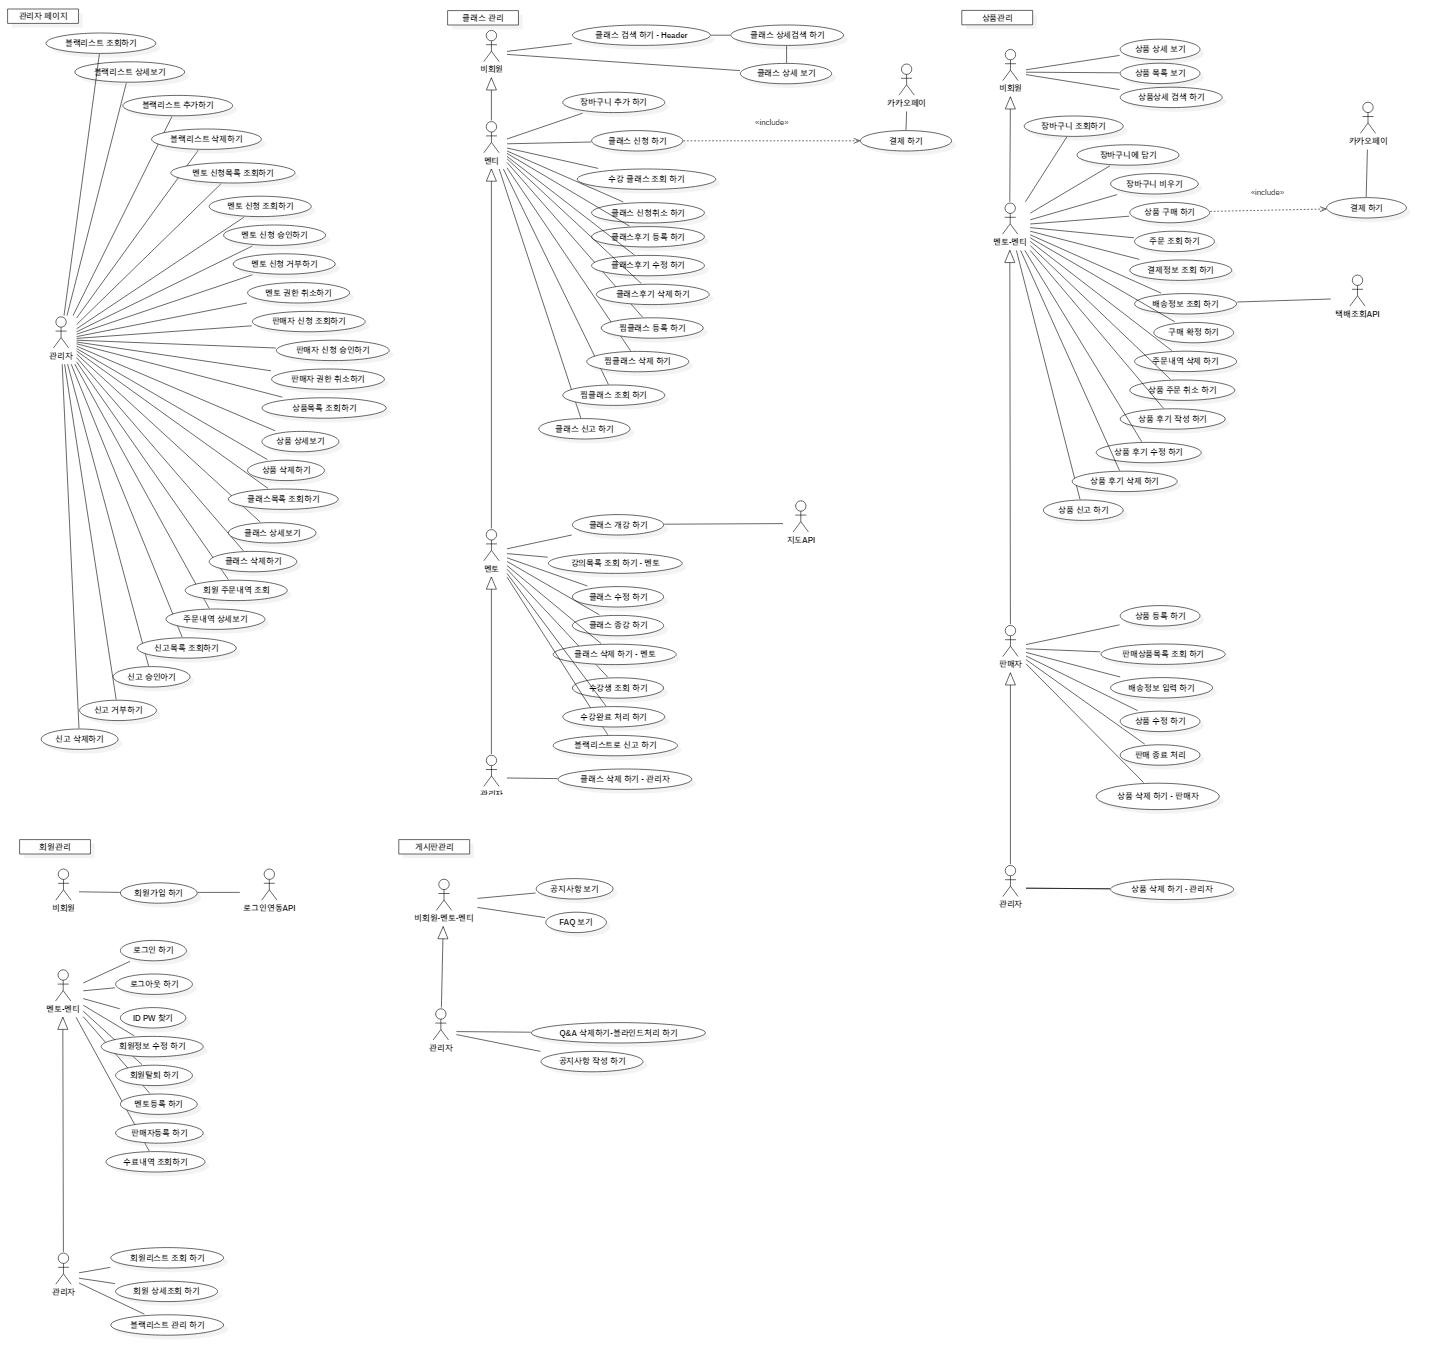 관리자 페이지
블랙리스트 조회하기
블랙리스트 상세보기
블랙리스트 추가하기
블랙리스트 삭제하기
멘토 신청목록 조회하기
멘토 신청 조회하기
멘토 신청 승인하기
멘토 신청 거부하기
멘토 권한 취소하기
판매자 신청 조회하기
판매자 신청 승인하기
판매자 권한 취소하기
상품목록 조회하기
상품 상세보기
상품 삭제하기
클래스목록 조회하기
클래스 상세보기
클래스 삭제하기
회원 주문내역 조회
주문내역 상세보기
신고목록 조회하기
신고 승인아기
신고 거부하기
신고 삭제하기
관리자
클래스 관리
비회원
클래스 검색 하기 - Header
클래스 상세검색 하기
클래스 상세 보기
카카오페이
멘티
장바구니 추가 하기
클래스 신청 하기
«include»
결제 하기
수강 클래스 조회 하기
클래스 신청취소 하기
클래스후기 등록 하기
클래스후기 수정 하기
클래스후기 삭제 하기
찜클래스 등록 하기
찜클래스 삭제 하기
찜클래스 조회 하기
클래스 신고 하기
멘토
클래스 개강 하기
지도API
강의목록 조회 하기 - 멘토
클래스 수정 하기
클래스 종강 하기
클래스 삭제 하기 - 멘토
수강생 조회 하기
수강완료 처리 하기
블랙리스트로 신고 하기
관리자
클래스 삭제 하기 - 관리자
상품관리
비회원
상품 상세 보기
상품 목록 보기
상품상세 검색 하기
카카오페이
멘토-멘티
장바구니 조회하기
장바구니에 담기
장바구니 비우기
상품 구매 하기
«include»
결제 하기
주문 조회 하기
결제정보 조회 하기
배송정보 조회 하기
택배조회API
구매 확정 하기
주문내역 삭제 하기
상품 주문 취소 하기
상품 후기 작성 하기
상품 후기 수정 하기
상품 후기 삭제 하기
상품 신고 하기
판매자
상품 등록 하기
판매상품목록 조회 하기
배송정보 입력 하기
상품 수정 하기
판매 종료 처리
상품 삭제 하기 - 판매자
관리자
상품 삭제 하기 - 관리자
회원관리
비회원
회원가입 하기
로그인연동API
멘토-멘티
로그인 하기
로그아웃 하기
ID PW 찾기
회원정보 수정 하기
회원탈퇴 하기
멘토등록 하기
판매자등록 하기
수료내역 조회하기
관리자
회원리스트 조회 하기
회원 상세조회 하기
블랙리스트 관리 하기
게시판관리
비회원-멘토-멘티
공지사항보기
FAQ 보기
관리자
Q&A 삭제하기-블라인드처리 하기
공지사항 작성 하기